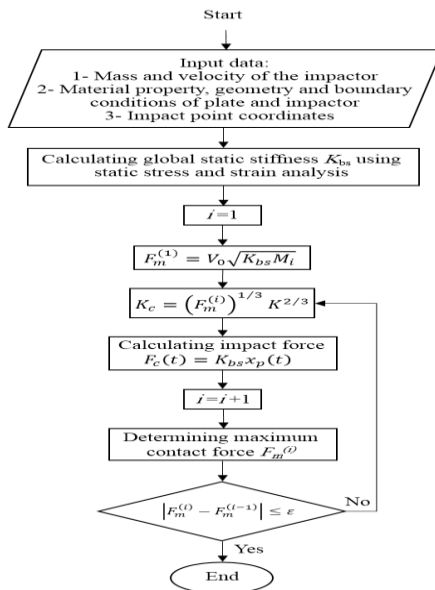 Start
Input data:
1- Mass and velocity of the impactor
2- Material property, geometry and boundary
conditions of plate and impactor
3- Impact point coordinates
Calculating global static stiffness K_bs using
static stress and strain analysis
i=1
F_m^(1) = V_0 √(K_bs M_i)
K_c = (F_m^(i))^1/3 K^2/3
Calculating impact force
F_c(t) = K_bs x_p(t)
i=i+1
Determining maximum
contact force F_m^(i)
|F_m^(i) − F_m^(i−1)| ≤ ε
No
Yes
End